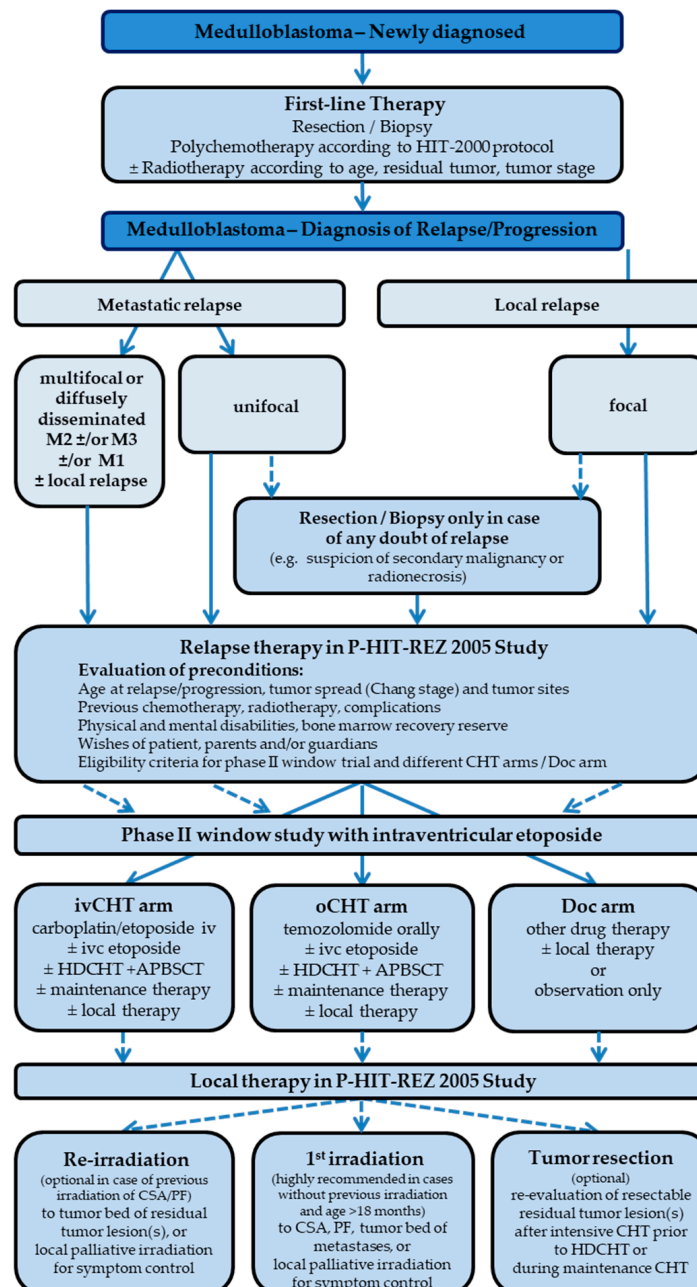 Medulloblastoma – Newly diagnosed
First-line Therapy
Resection / Biopsy
Polychemotherapy according to HIT-2000 protocol
± Radiotherapy according to age, residual tumor, tumor stage
Medulloblastoma – Diagnosis of Relapse/Progression
Metastatic relapse
Local relapse
multifocal or
diffusely
disseminated
M2 ±/or M3
±/or M1
± local relapse
unifocal
focal
Resection / Biopsy only in case
of any doubt of relapse
(e.g. suspicion of secondary malignancy or
radionecrosis)
Relapse therapy in P-HIT-REZ 2005 Study
Evaluation of preconditions:
Age at relapse/progression, tumor spread (Chang stage) and tumor sites
Previous chemotherapy, radiotherapy, complications
Physical and mental disabilities, bone marrow recovery reserve
Wishes of patient, parents and/or guardians
Eligibility criteria for phase II window trial and different CHT arms / Doc arm
Phase II window study with intraventricular etoposide
ivCHT arm
carboplatin/etoposide iv
± ivc etoposide
± HDCHT +APBSCT
± maintenance therapy
± local therapy
oCHT arm
temozolomide orally
± ivc etoposide
± HDCHT + APBSCT
± maintenance therapy
± local therapy
Doc arm
other drug therapy
± local therapy
or
observation only
Local therapy in P-HIT-REZ 2005 Study
Re-irradiation
(optional in case of previous
irradiation of CSA/PF)
to tumor bed of residual
tumor lesion(s), or
local palliative irradiation
for symptom control
1st irradiation
(highly recommended in cases
without previous irradiation
and age >18 months)
to CSA, PF, tumor bed of
metastases, or
local palliative irradiation
for symptom control
Tumor resection
(optional)
re-evaluation of resectable
residual tumor lesion(s)
after intensive CHT prior
to HDCHT or
during maintenance CHT